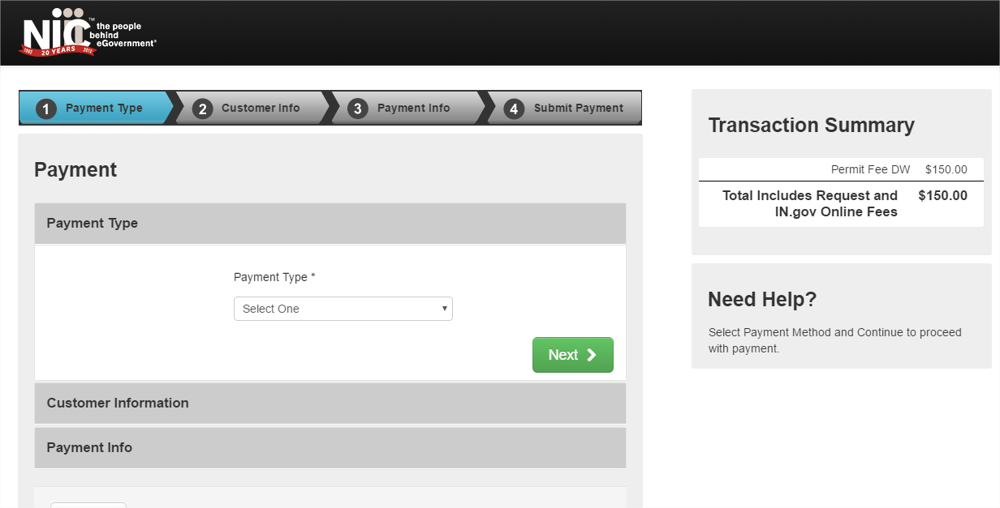 NIC™
the people
behind
eGovernment®
1992 20 YEARS 2012
1 Payment Type 2 Customer Info 3 Payment Info 4 Submit Payment
Payment
Payment Type
Payment Type *
Select One
Next
Customer Information
Payment Info
Transaction Summary
Permit Fee DW $150.00
Total Includes Request and $150.00
IN.gov Online Fees
Need Help?
Select Payment Method and Continue to proceed
with payment.